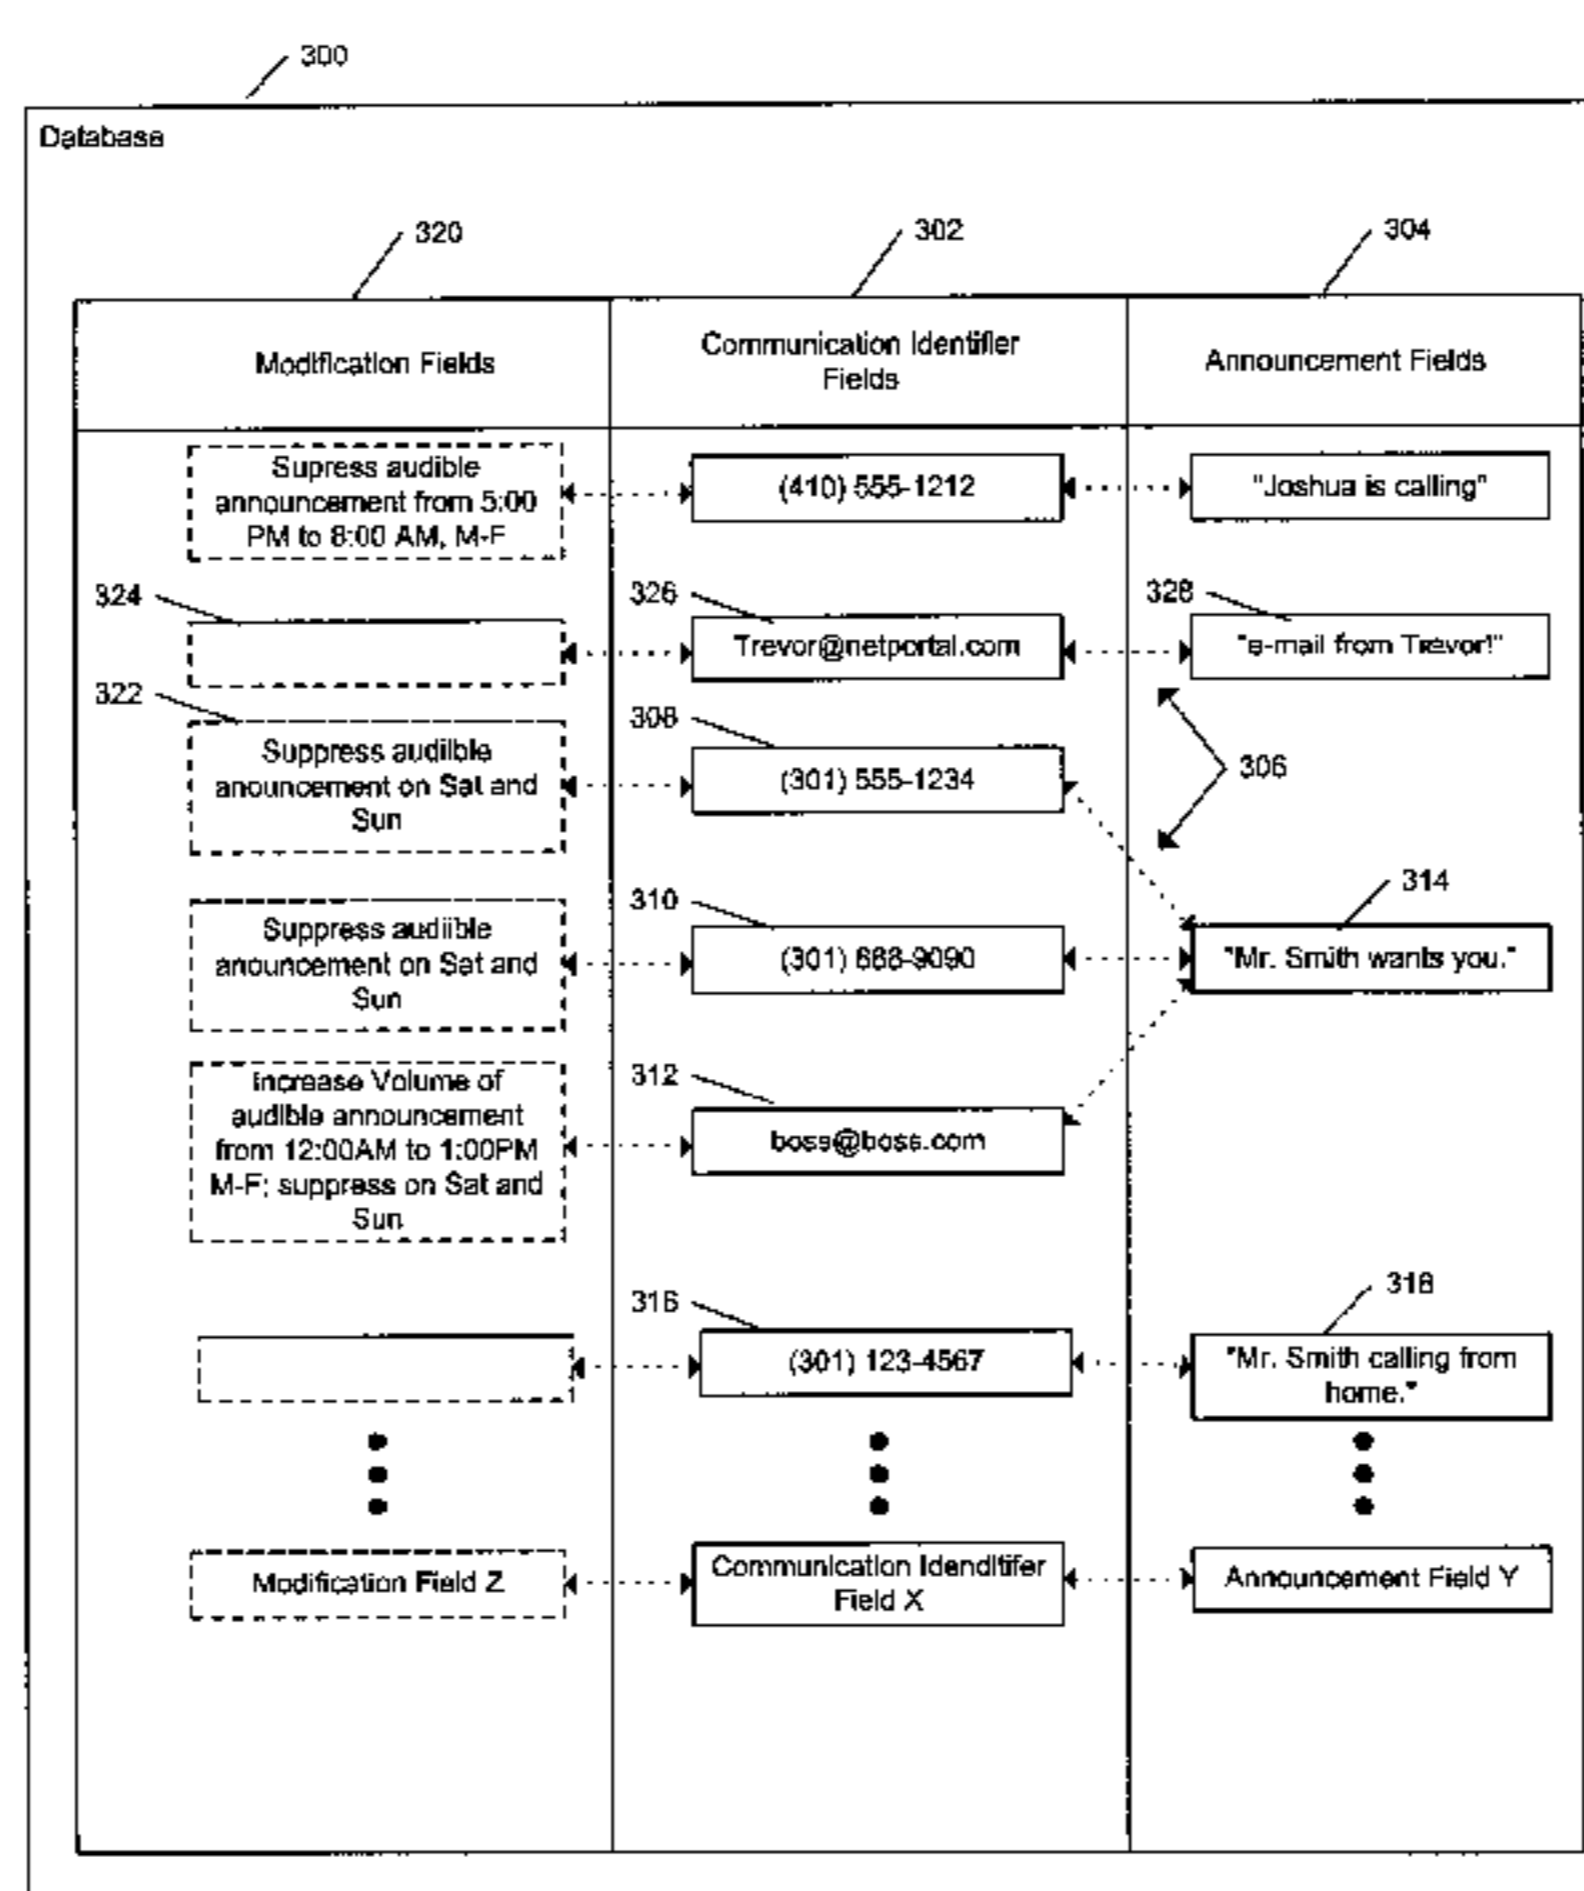 300
Database
320
302
304
Modification Fields
Communication Identifier
Fields
Announcement Fields
Supress audible
announcement from 5:00
PM to 8:00 AM, M-F
(410) 555-1212
"Joshua is calling"
324
326
328
Trevor@netportal.com
"e-mail from Trevor!"
322
308
306
Suppress audilble
anouncement on Sat and
Sun
(301) 555-1234
310
314
Suppress audiible
anouncement on Sat and
Sun
(301) 888-9090
"Mr. Smith wants you."
312
Increase Volume of
audible announcement
from 12:00AM to 1:00PM
M-F; suppress on Sat and
Sun
boss@boss.com
316
318
(301) 123-4567
"Mr. Smith calling from
home."
Modification Field Z
Communication Idenditifer
Field X
Announcement Field Y